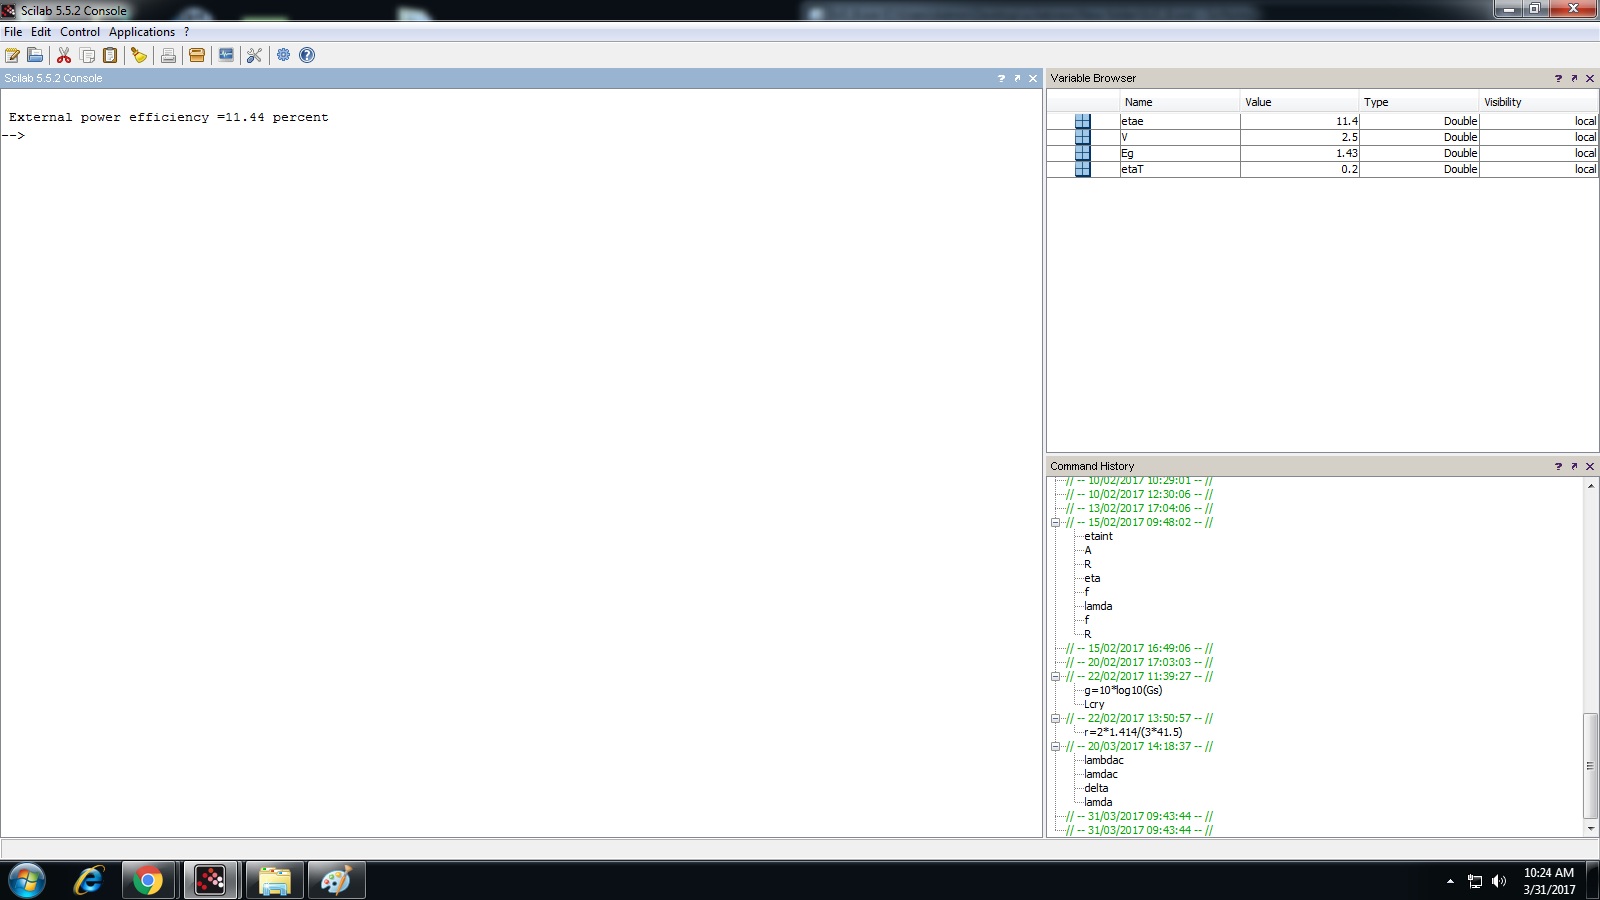 Scilab 5.5.2 Console
File Edit Control Applications ?
Scilab 5.5.2 Console
External power efficiency =11.44 percent
-->
Variable Browser
Name Value Type Visibility
etae 11.4 Double local
V 2.5 Double local
Eg 1.43 Double local
etaT 0.2 Double local
Command History
// -- 10/02/2017 10:29:01 -- //
// -- 10/02/2017 12:30:06 -- //
// -- 13/02/2017 17:04:06 -- //
// -- 15/02/2017 09:48:02 -- //
etaint
A
R
eta
f
lamda
f
R
// -- 15/02/2017 16:49:06 -- //
// -- 20/02/2017 17:03:03 -- //
// -- 22/02/2017 11:39:27 -- //
g=10*log10(Gs)
Lcry
// -- 22/02/2017 13:50:57 -- //
r=2*1.414/(3*41.5)
// -- 20/03/2017 14:18:37 -- //
lambdac
lamdac
delta
lamda
// -- 31/03/2017 09:43:44 -- //
// -- 31/03/2017 09:43:44 -- //
10:24 AM
3/31/2017